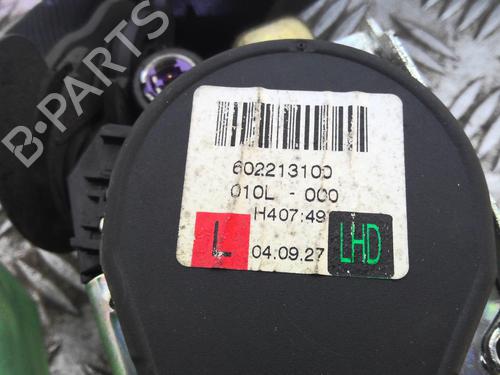 B-PARTS
602213100
010L - 000
H407:49
L
04.09.27
LHD